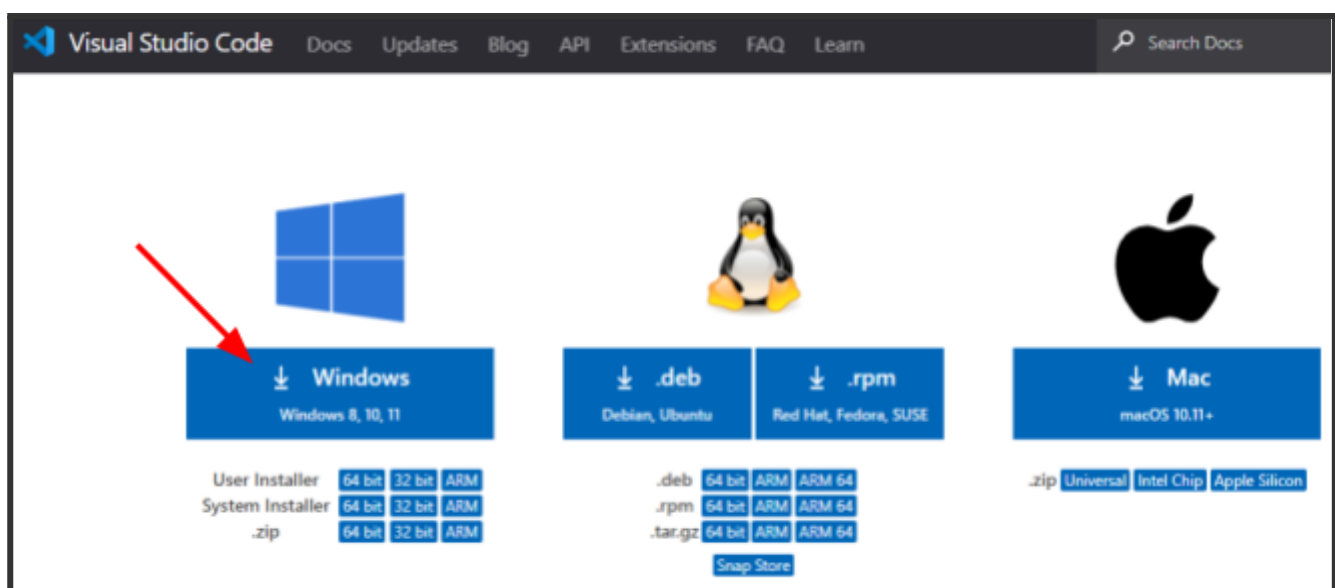 Visual Studio Code Docs Updates Blog API Extensions FAQ Learn Search Docs
Windows
Windows 8, 10, 11
.deb
Debian, Ubuntu
.rpm
Red Hat, Fedora, SUSE
Mac
macOS 10.11+
User Installer 64 bit 32 bit ARM
System Installer 64 bit 32 bit ARM
.zip 64 bit 32 bit ARM
.deb 64 bit ARM ARM 64
.rpm 64 bit ARM ARM 64
.tar.gz 64 bit ARM ARM 64
Snap Store
.zip Universal Intel Chip Apple Silicon